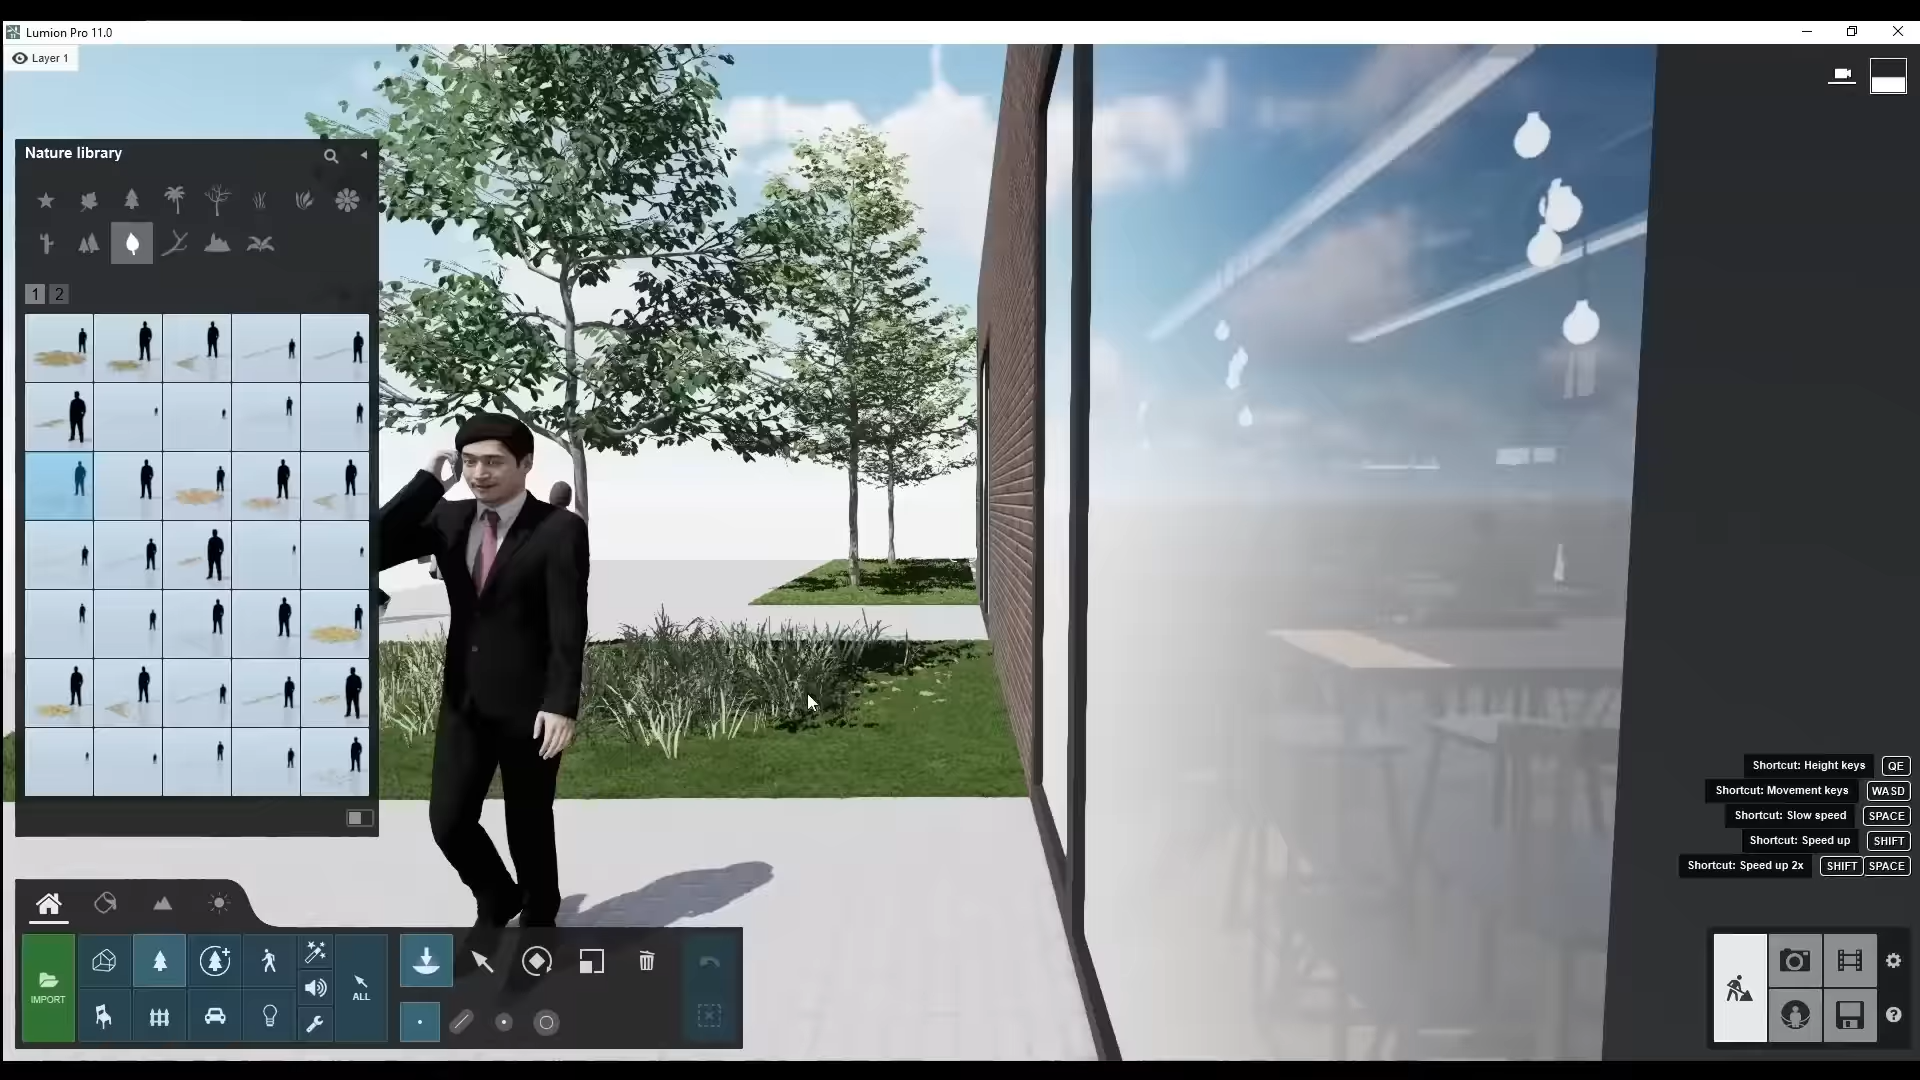 Lumion Pro 11.0
Layer 1
Nature library
1 2
Shortcut: Height keys QE
Shortcut: Movement keys WASD
Shortcut: Slow speed SPACE
Shortcut: Speed up SHIFT
Shortcut: Speed up 2x SHIFT SPACE
IMPORT
ALL
?